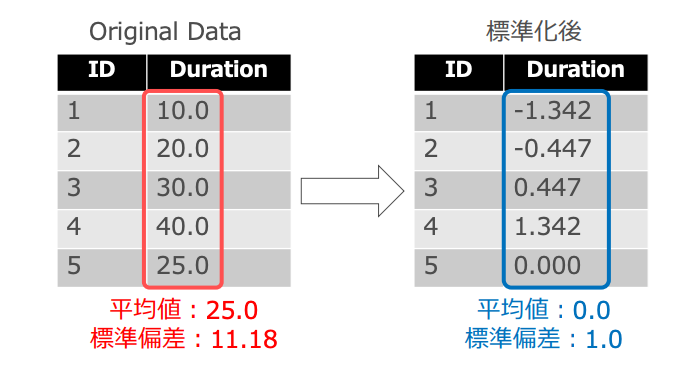 Original Data
ID Duration
1 10.0
2 20.0
3 30.0
4 40.0
5 25.0
平均値：25.0
標準偏差：11.18
標準化後
ID Duration
1 -1.342
2 -0.447
3 0.447
4 1.342
5 0.000
平均値：0.0
標準偏差：1.0